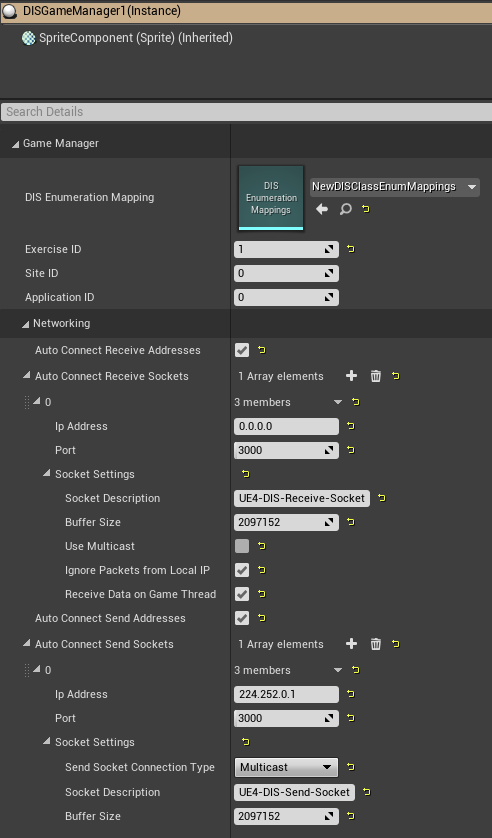 DISGameManager1(Instance)
SpriteComponent (Sprite) (Inherited)
Search Details
Game Manager
DIS Enumeration Mapping
DIS
Enumeration
Mappings
NewDISClassEnumMappings
Exercise ID 1
Site ID 0
Application ID 0
Networking
Auto Connect Receive Addresses
Auto Connect Receive Sockets 1 Array elements
0 3 members
Ip Address 0.0.0.0
Port 3000
Socket Settings
Socket Description UE4-DIS-Receive-Socket
Buffer Size 2097152
Use Multicast
Ignore Packets from Local IP
Receive Data on Game Thread
Auto Connect Send Addresses
Auto Connect Send Sockets 1 Array elements
0 3 members
Ip Address 224.252.0.1
Port 3000
Socket Settings
Send Socket Connection Type Multicast
Socket Description UE4-DIS-Send-Socket
Buffer Size 2097152